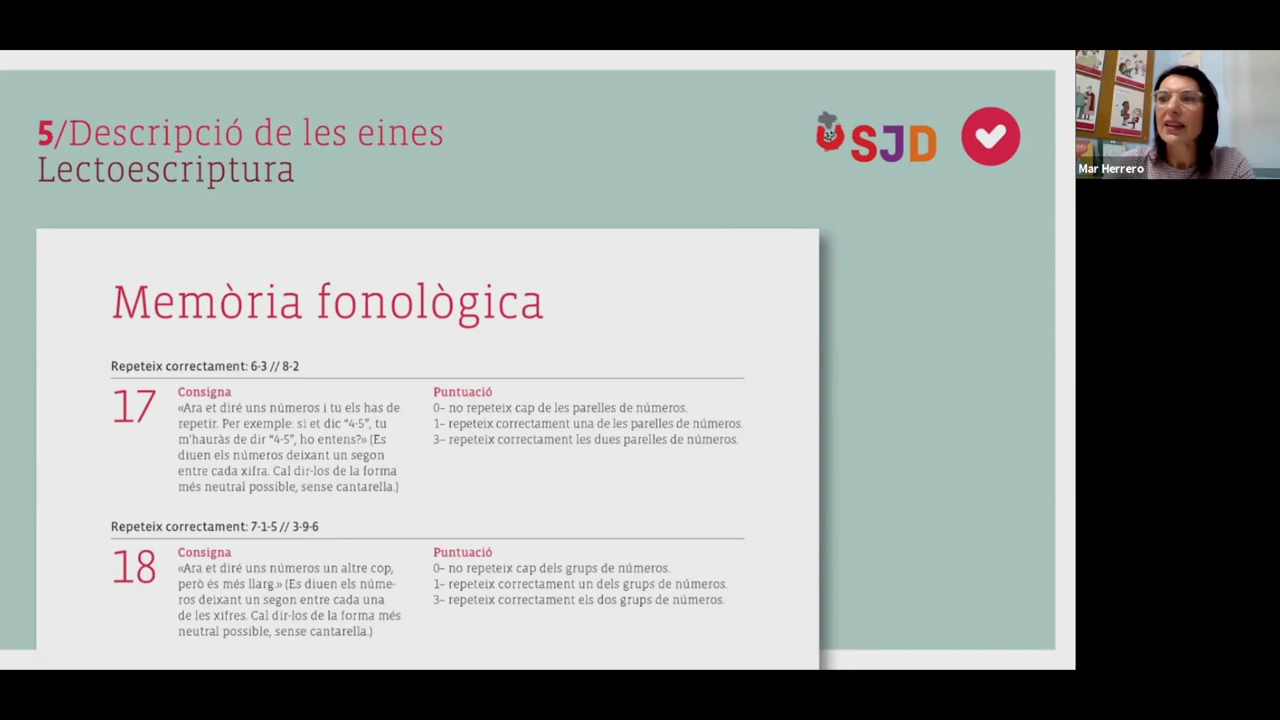 5/Descripció de les eines
Lectoescriptura
SJD
Mar Herrero
Memòria fonològica
Repeteix correctament: 6-3 // 8-2
17
Consigna
«Ara et diré uns números i tu els has de
repetir. Per exemple: si et dic “4-5”, tu
m’hauràs de dir “4-5”, ho entens?» (Es
diuen els números deixant un segon
entre cada xifra. Cal dir-los de la forma
més neutral possible, sense cantarella.)
Puntuació
0– no repeteix cap de les parelles de números.
1– repeteix correctament una de les parelles de números.
3– repeteix correctament les dues parelles de números.
Repeteix correctament: 7-1-5 // 3-9-6
18
Consigna
«Ara et diré uns números un altre cop,
però és més llarg.» (Es diuen els núme-
ros deixant un segon entre cada una
de les xifres. Cal dir-los de la forma més
neutral possible, sense cantarella.)
Puntuació
0– no repeteix cap dels grups de números.
1– repeteix correctament un dels grups de números.
3– repeteix correctament els dos grups de números.